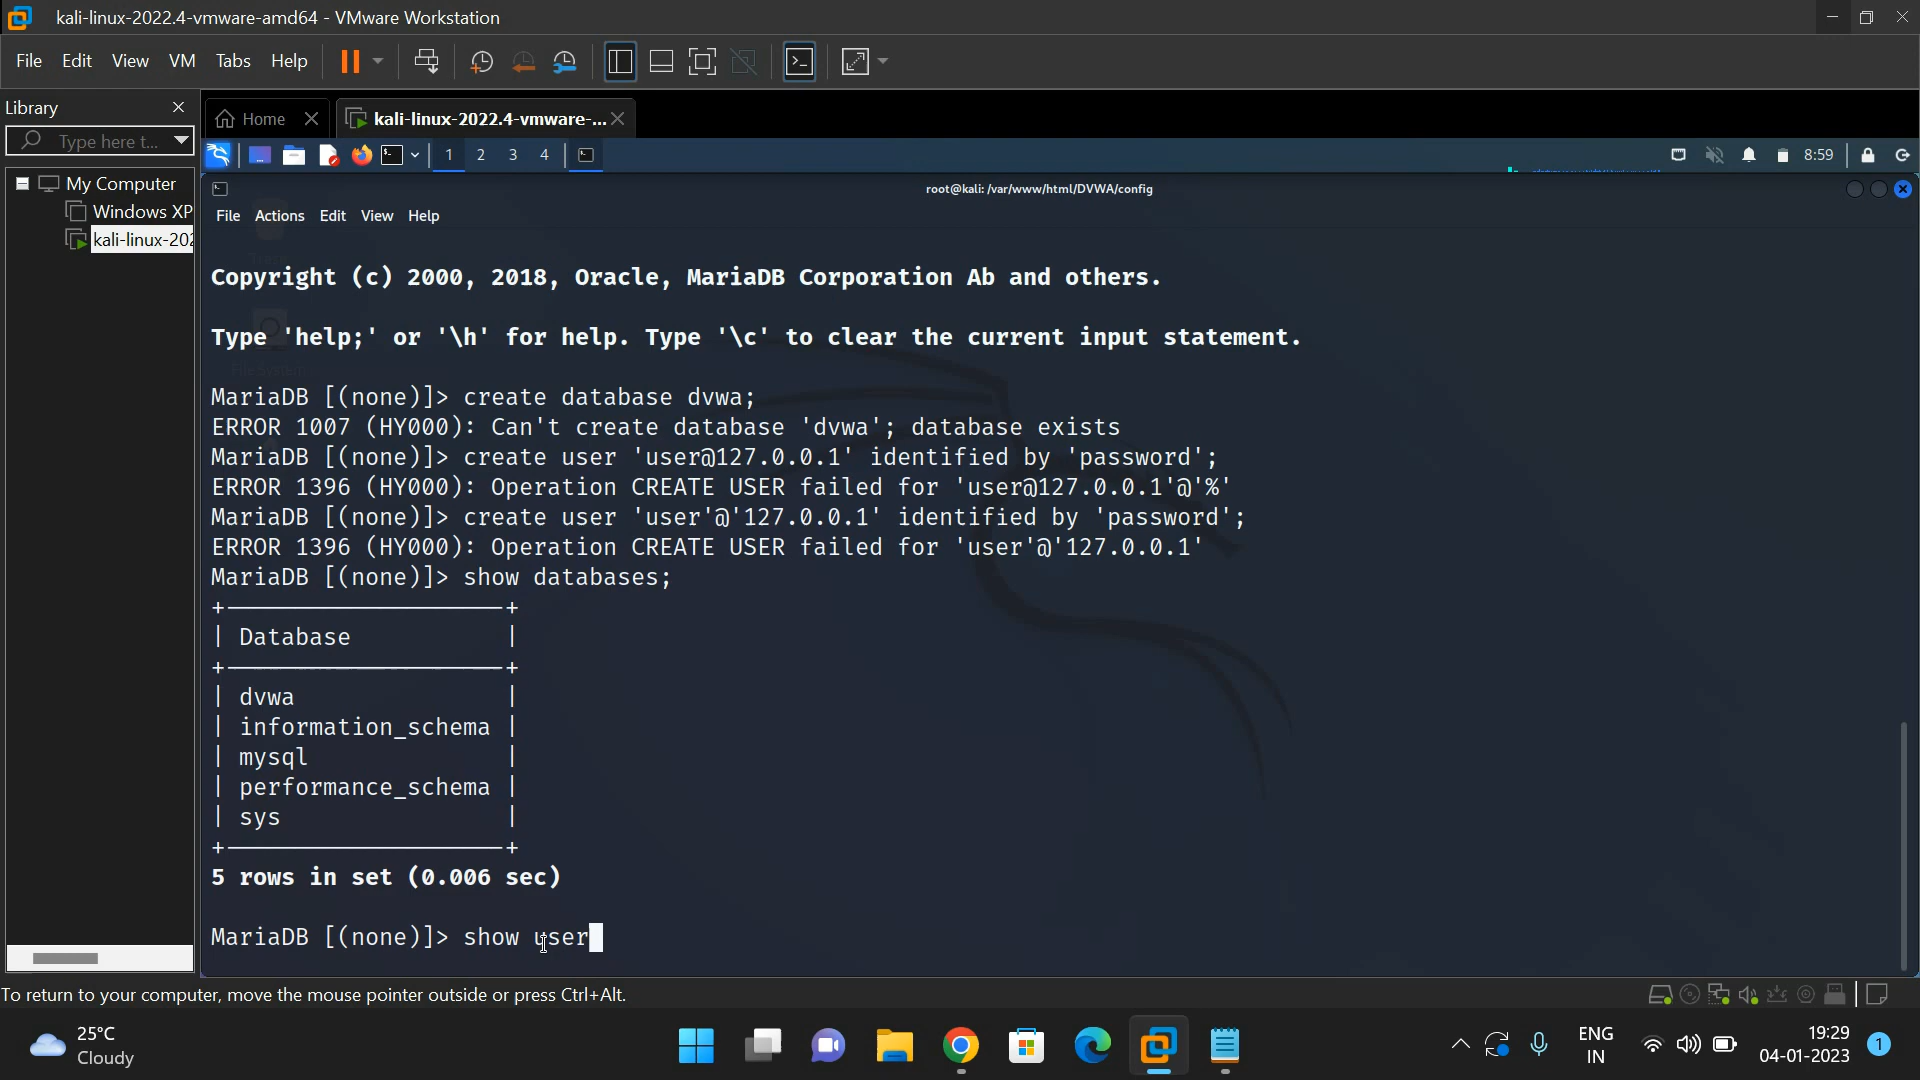 kali-linux-2022.4-vmware-amd64 - VMware Workstation
File Edit View VM Tabs Help
Library
Type here t...
Home
kali-linux-2022.4-vmware-...
My Computer
Windows XP
kali-linux-202
1 2 3 4
8:59
root@kali: /var/www/html/DVWA/config
File Actions Edit View Help
Copyright (c) 2000, 2018, Oracle, MariaDB Corporation Ab and others.
Type 'help;' or '\h' for help. Type '\c' to clear the current input statement.
File System
MariaDB [(none)]> create database dvwa;
ERROR 1007 (HY000): Can't create database 'dvwa'; database exists
MariaDB [(none)]> create user 'user@127.0.0.1' identified by 'password';
ERROR 1396 (HY000): Operation CREATE USER failed for 'user@127.0.0.1'@'%'
MariaDB [(none)]> create user 'user'@'127.0.0.1' identified by 'password';
ERROR 1396 (HY000): Operation CREATE USER failed for 'user'@'127.0.0.1'
MariaDB [(none)]> show databases;
+--------------------+
| Database           |
+--------------------+
| dvwa               |
| information_schema |
| mysql              |
| performance_schema |
| sys                |
+--------------------+
5 rows in set (0.006 sec)
MariaDB [(none)]> show user
To return to your computer, move the mouse pointer outside or press Ctrl+Alt.
25°C
Cloudy
ENG
IN
19:29
04-01-2023
1